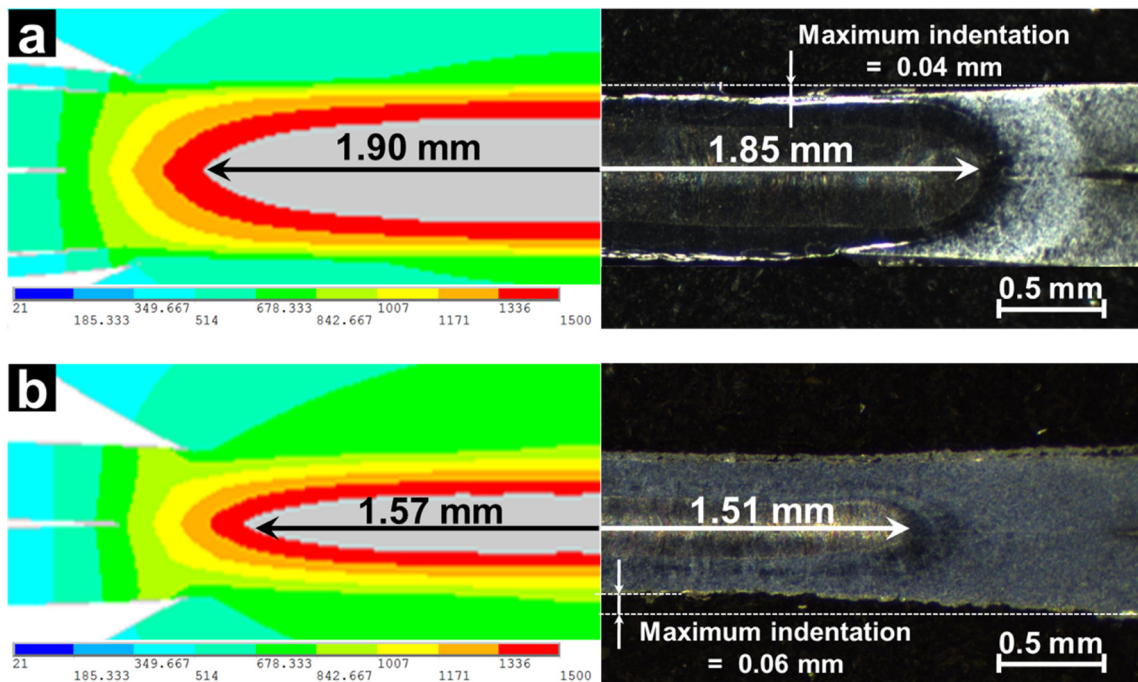 a
Maximum indentation
= 0.04 mm
1.90 mm
1.85 mm
0.5 mm
21 349.667 678.333 1007 1336
185.333 514 842.667 1171 1500
b
1.57 mm
1.51 mm
Maximum indentation
= 0.06 mm
0.5 mm
21 349.667 678.333 1007 1336
185.333 514 842.667 1171 1500